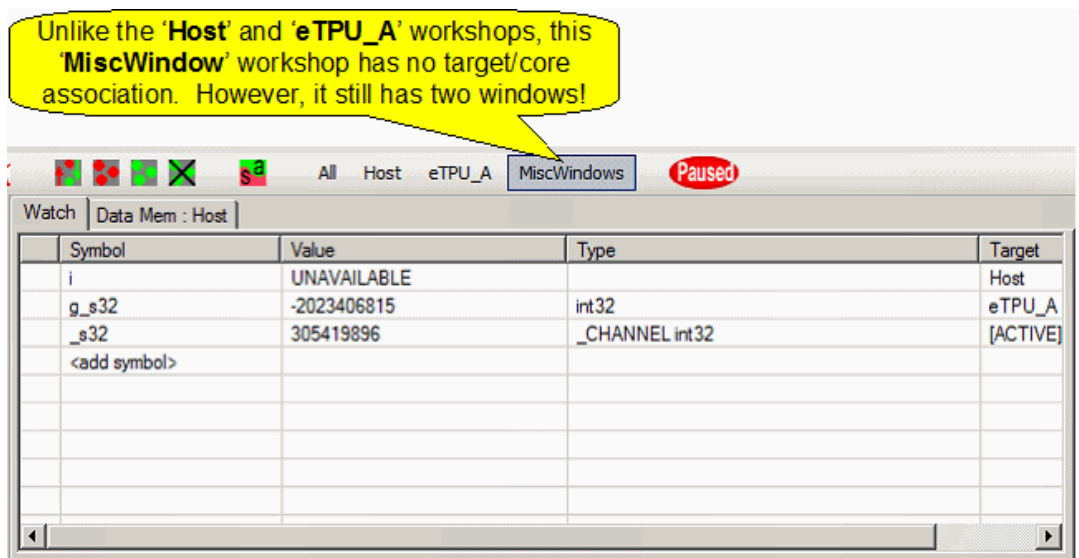 Unlike the ‘Host’ and ‘eTPU_A’ workshops, this
‘MiscWindow’ workshop has no target/core
association.  However, it still has two windows!
s a All Host eTPU_A MiscWindows Paused
Watch Data Mem : Host
Symbol Value Type Target
i UNAVAILABLE Host
g_s32 -2023406815 int32 eTPU_A
_s32 305419896 _CHANNEL int32 [ACTIVE]
<add symbol>